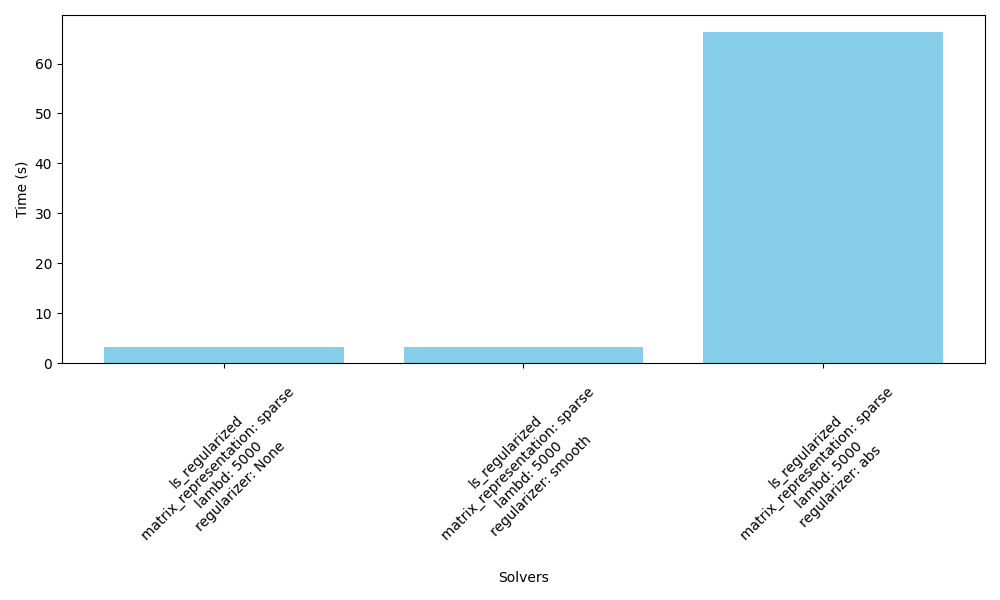 Time (s)
60
50
40
30
20
10
0
ls_regularized
matrix_representation: sparse
lambd: 5000
regularizer: None
ls_regularized
matrix_representation: sparse
lambd: 5000
regularizer: smooth
ls_regularized
matrix_representation: sparse
lambd: 5000
regularizer: abs
Solvers